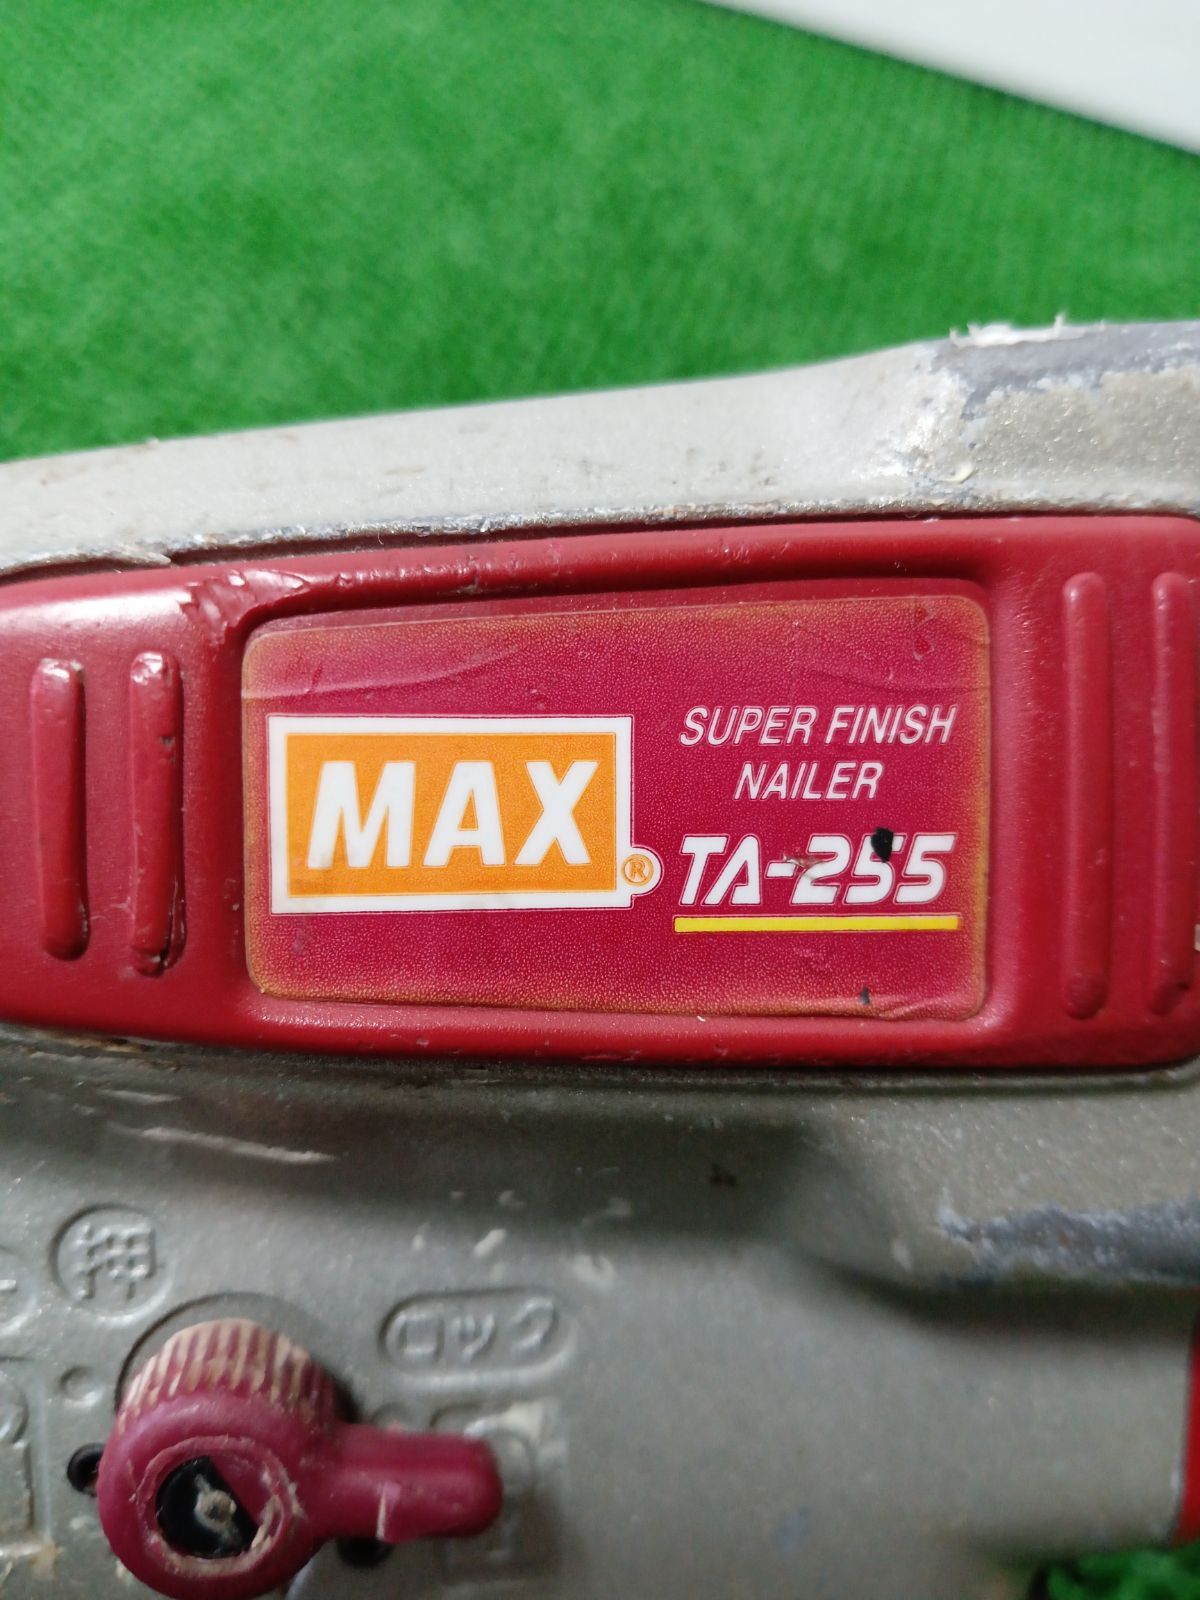 MAX®
SUPER FINISH
NAILER
TA-255
押
ロック